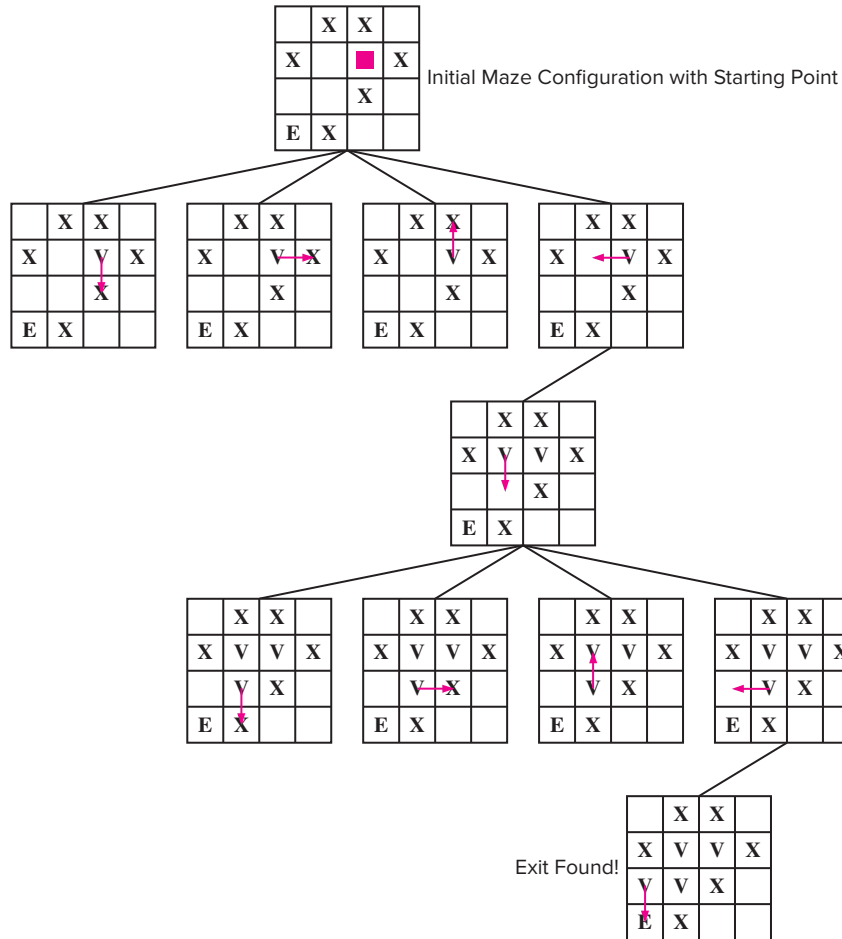 X X
X X
Initial Maze Configuration with Starting Point
X
E X
X X X X X X X X
X V X X V X X V X X V X
X X X X
E X E X E X E X
X X
X V V X
X
E X
X X X X X X X X
X V V X X V V X X V V X X V V X
V X V X V X V X
E X E X E X E X
X X
X V V X
Exit Found!
V V X
E X